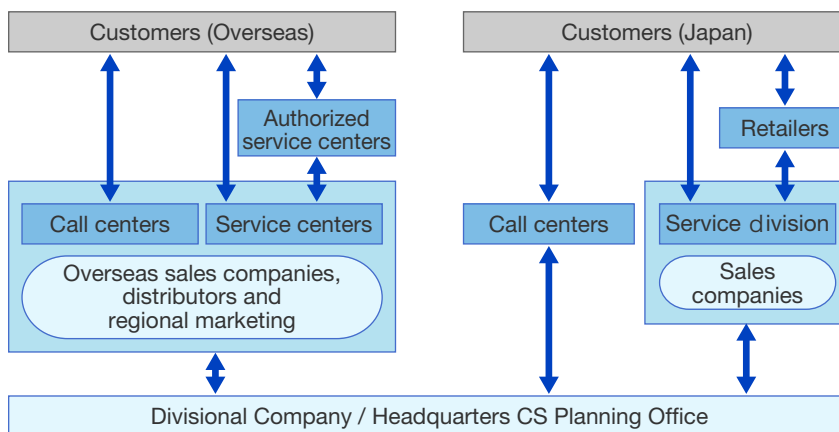 Customers (Overseas)
Customers (Japan)
Authorized
service centers
Retailers
Call centers
Service centers
Call centers
Service division
Overseas sales companies,
distributors and
regional marketing
Sales
companies
Divisional Company / Headquarters CS Planning Office